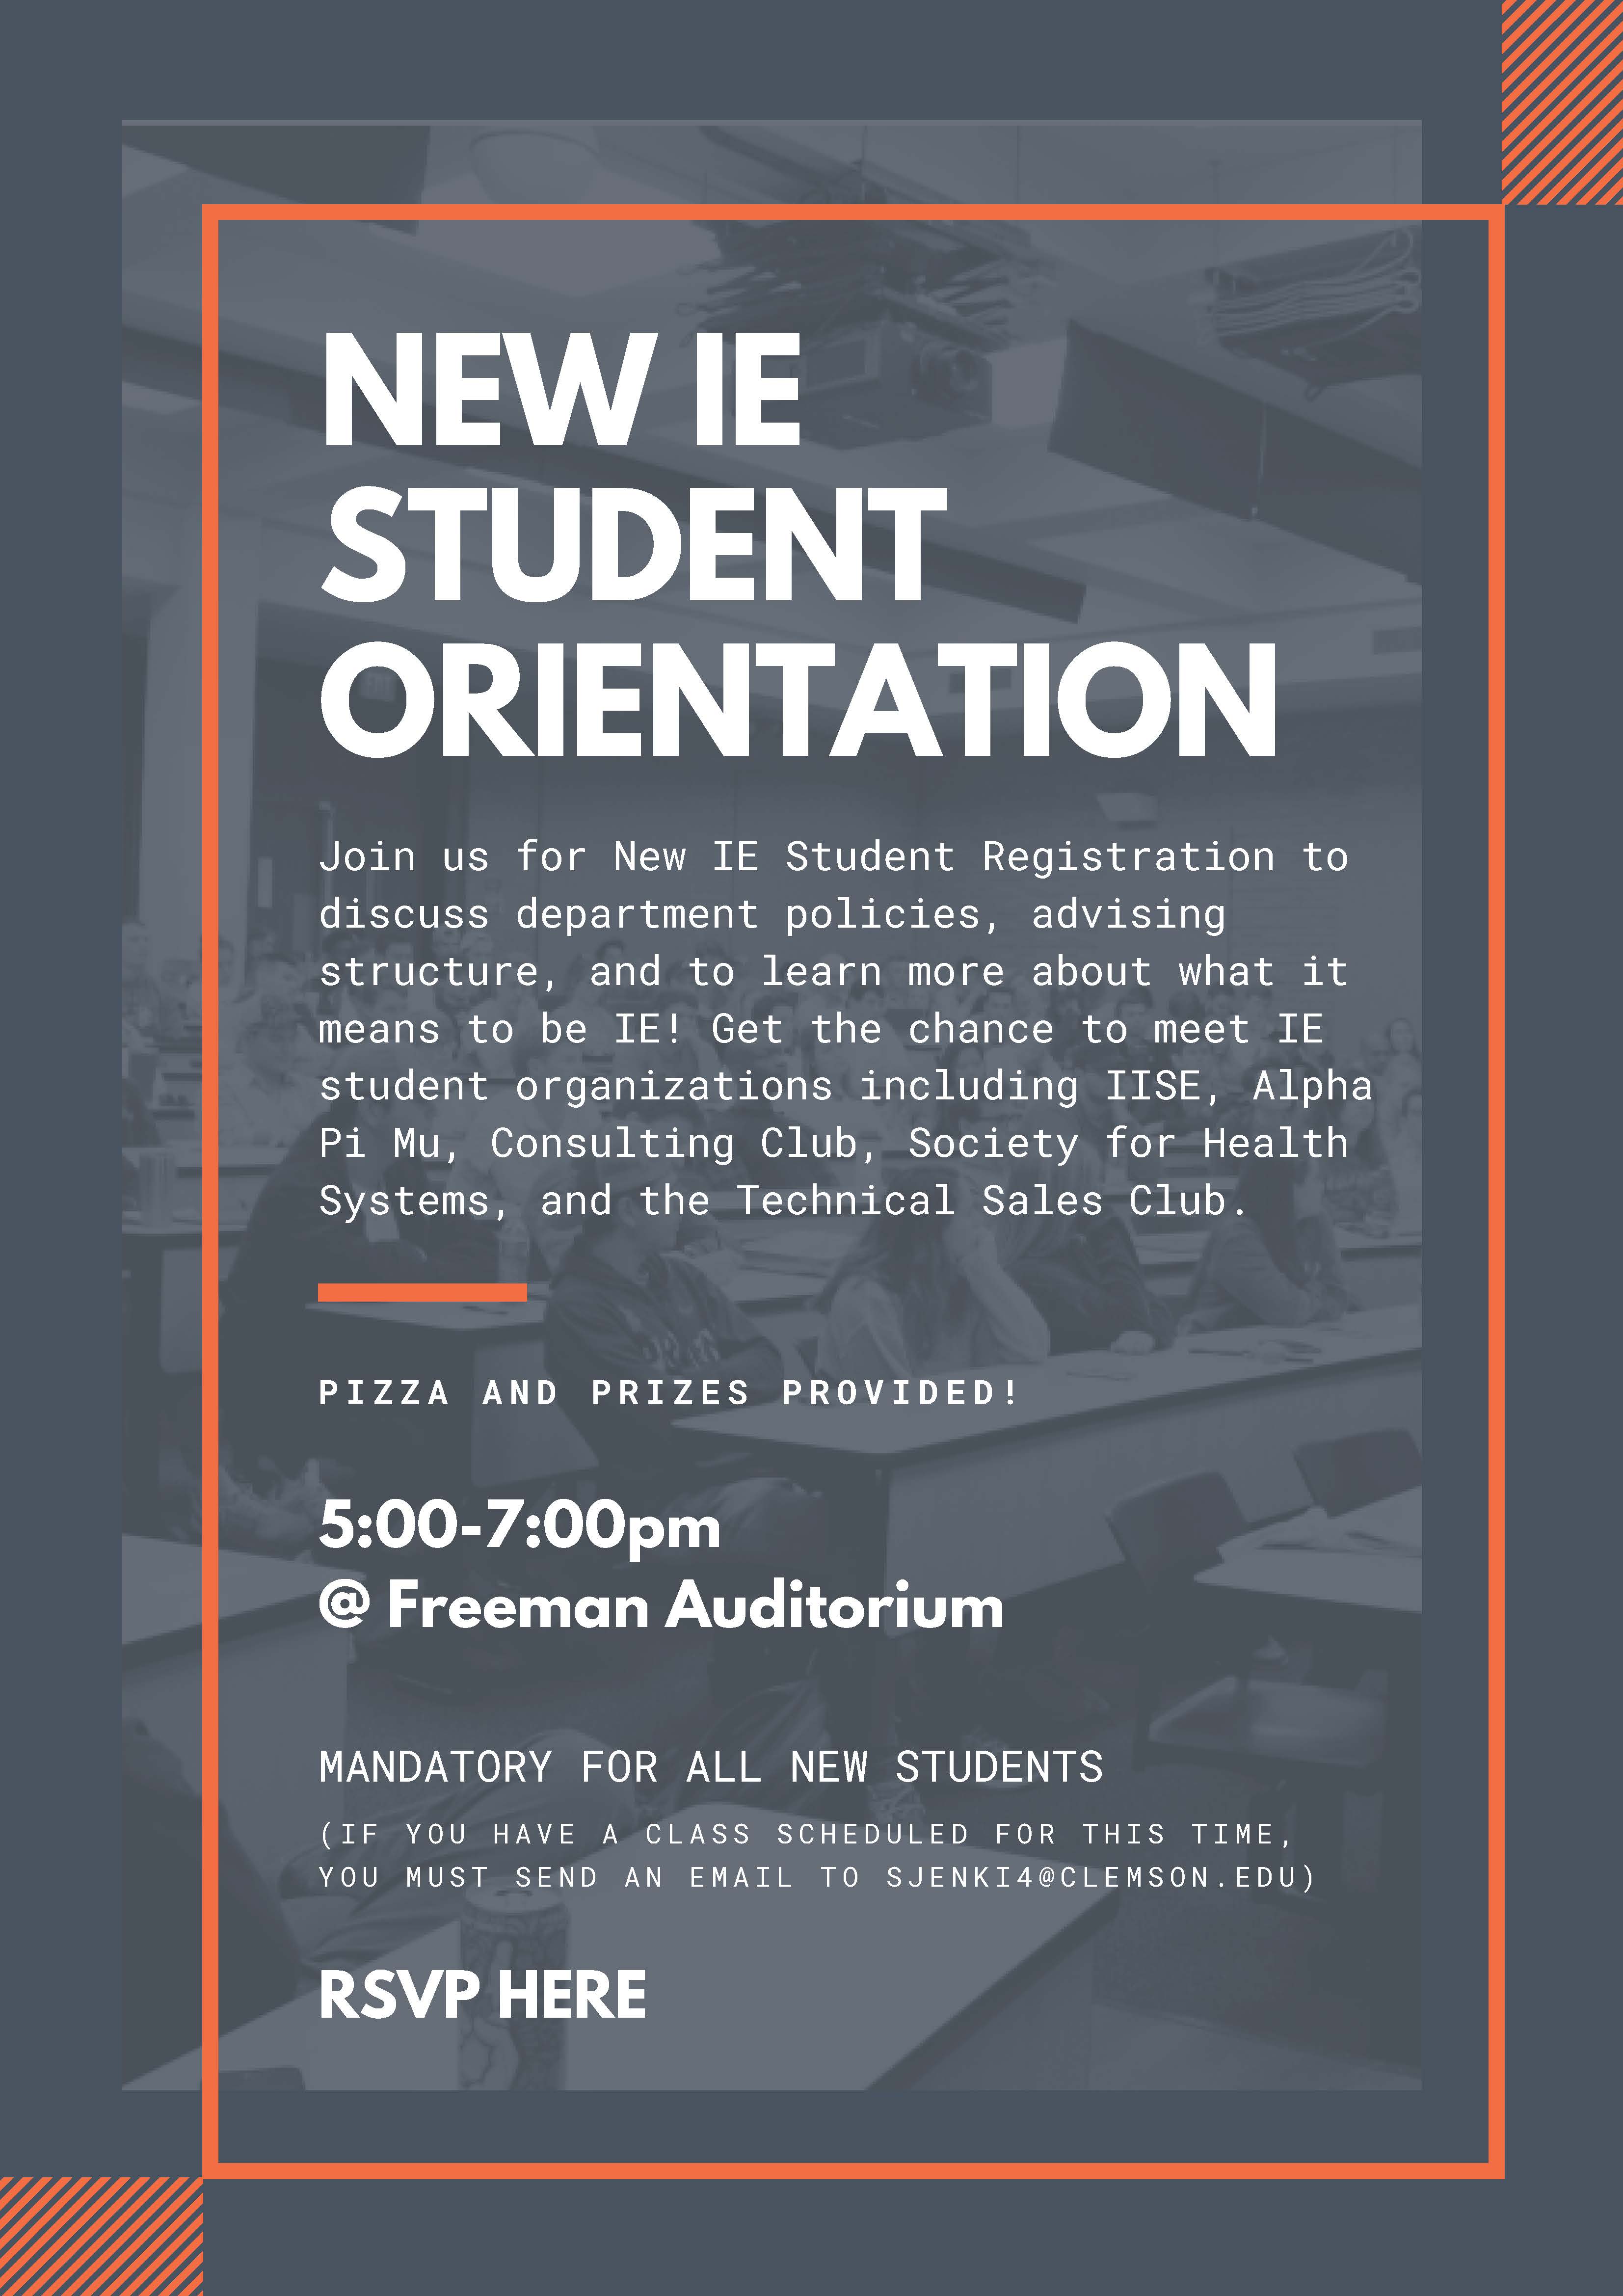 NEW IE
STUDENT
ORIENTATION
Join us for New IE Student Registration to
discuss department policies, advising
structure, and to learn more about what it
means to be IE! Get the chance to meet IE
student organizations including IISE, Alpha
Pi Mu, Consulting Club, Society for Health
Systems, and the Technical Sales Club.
PIZZA AND PRIZES PROVIDED!
5:00-7:00pm
@ Freeman Auditorium
MANDATORY FOR ALL NEW STUDENTS
(IF YOU HAVE A CLASS SCHEDULED FOR THIS TIME,
YOU MUST SEND AN EMAIL TO SJENKI4@CLEMSON.EDU)
RSVP HERE